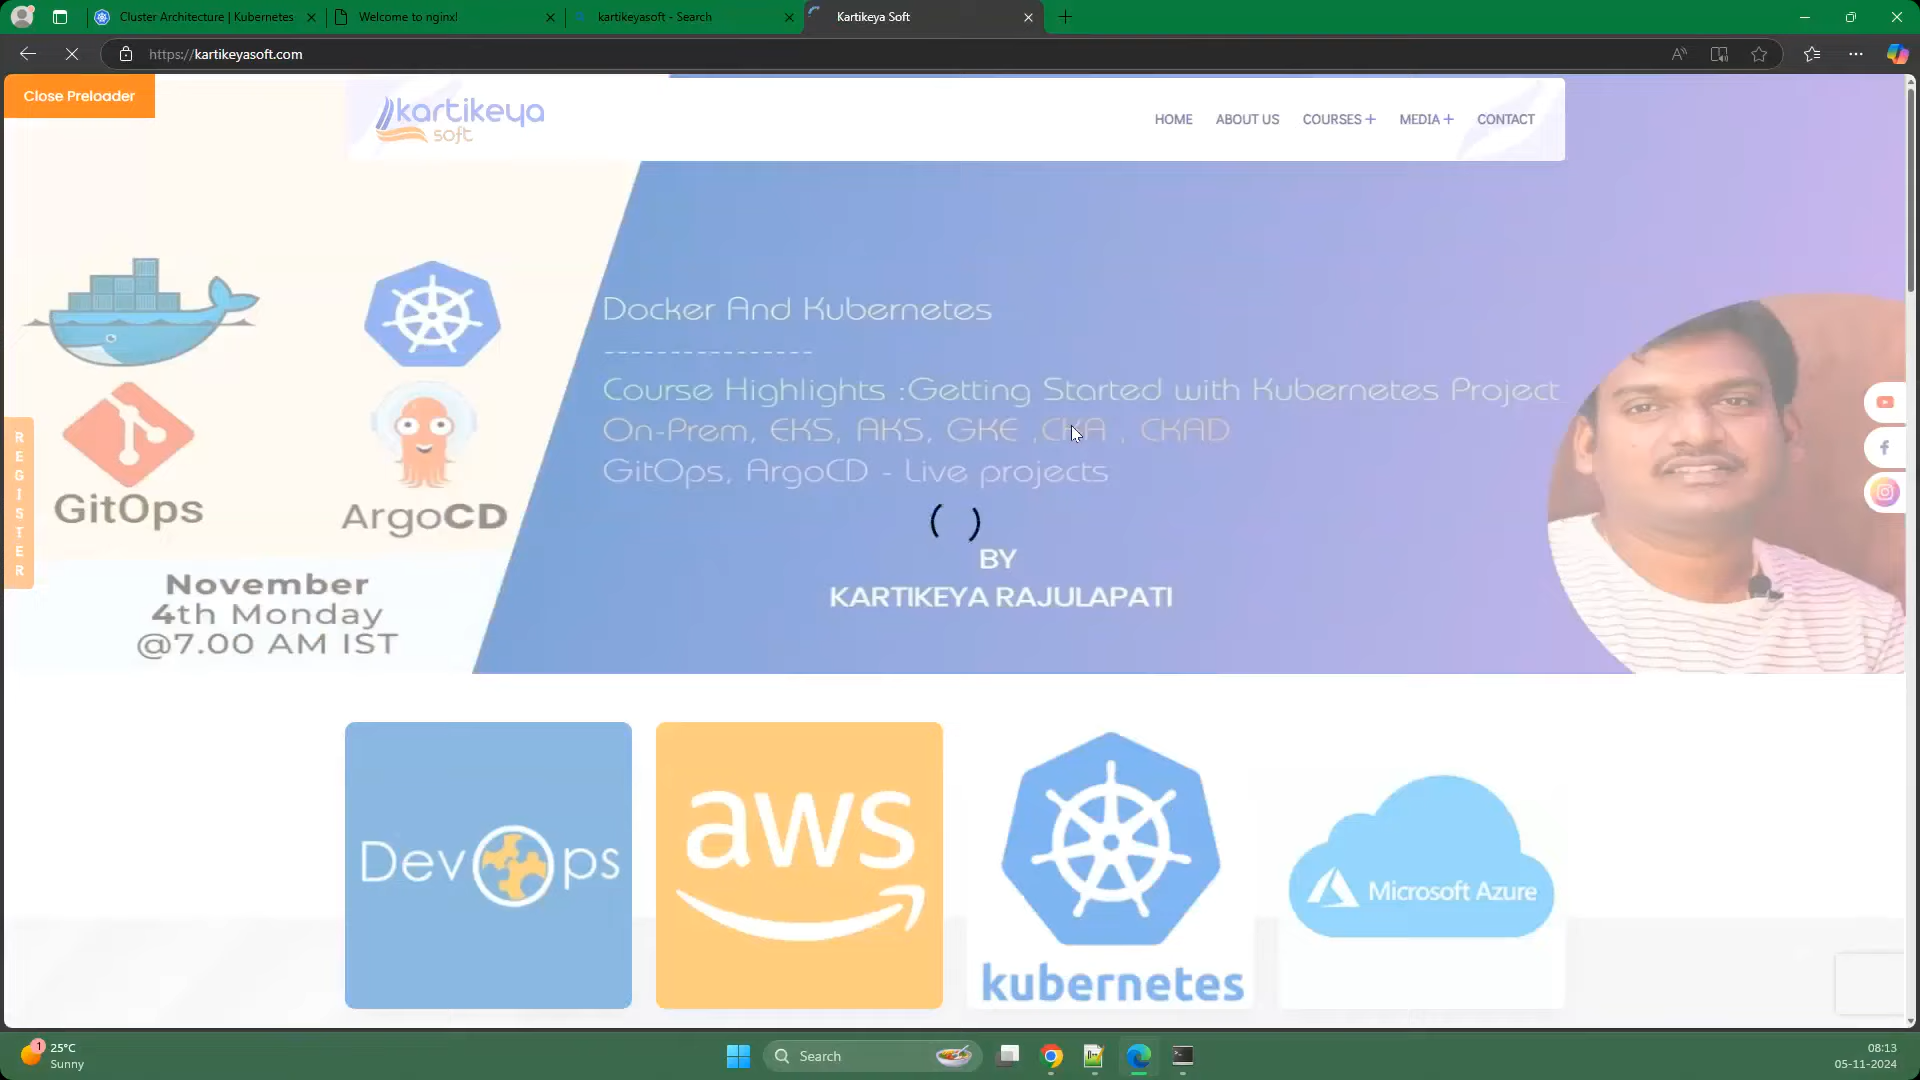 Cluster Architecture | Kubernetes
Welcome to nginx!
kartikeyasoft - Search
Kartikeya Soft
https://kartikeyasoft.com
Close Preloader
kartikeya
soft
HOME
ABOUT US
COURSES +
MEDIA +
CONTACT
Docker And Kubernetes
----------------
Course Highlights :Getting Started with Kubernetes Project
On-Prem, EKS, AKS, GKE ,CKA , CKAD
GitOps, ArgoCD - Live projects
BY
KARTIKEYA RAJULAPATI
GitOps
ArgoCD
REGISTER
November
4th Monday
@7.00 AM IST
DevOps
aws
kubernetes
Microsoft Azure
1
25°C
Sunny
Search
08:13
05-11-2024